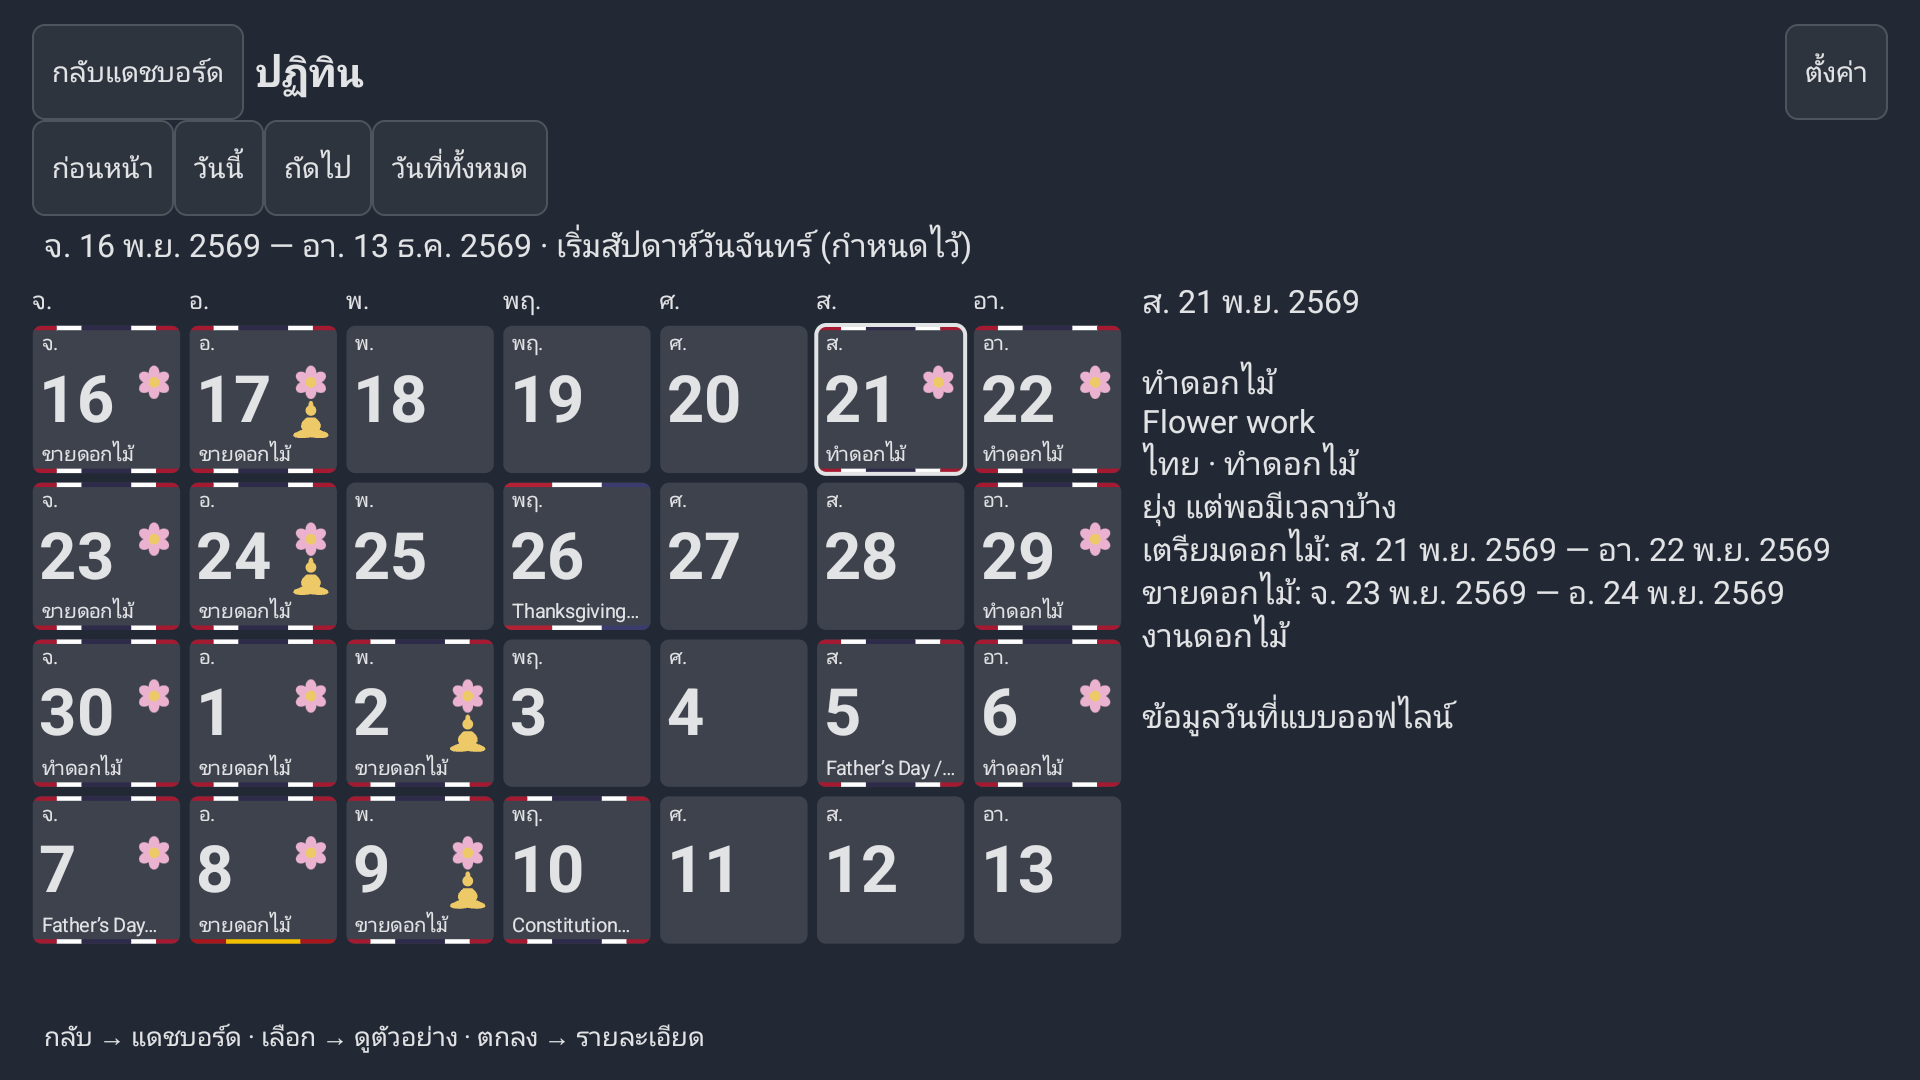 กลับแดชบอร์ด
ปฏิทิน
ตั้งค่า
ก่อนหน้า
วันนี้
ถัดไป
วันที่ทั้งหมด
จ. 16 พ.ย. 2569 — อา. 13 ธ.ค. 2569 · เริ่มสัปดาห์วันจันทร์ (กำหนดไว้)
จ. อ. พ. พฤ. ศ. ส. อา.
จ. อ. พ. พฤ. ศ. ส. อา.
16 17 18 19 20 21 22
ขายดอกไม้ ขายดอกไม้ ทำดอกไม้ ทำดอกไม้
จ. อ. พ. พฤ. ศ. ส. อา.
23 24 25 26 27 28 29
ขายดอกไม้ ขายดอกไม้ Thanksgiving... ทำดอกไม้
จ. อ. พ. พฤ. ศ. ส. อา.
30 1 2 3 4 5 6
ทำดอกไม้ ขายดอกไม้ ขายดอกไม้ Father’s Day /... ทำดอกไม้
จ. อ. พ. พฤ. ศ. ส. อา.
7 8 9 10 11 12 13
Father’s Day... ขายดอกไม้ ขายดอกไม้ Constitution...
ส. 21 พ.ย. 2569
ทำดอกไม้
Flower work
ไทย · ทำดอกไม้
ยุ่ง แต่พอมีเวลาบ้าง
เตรียมดอกไม้: ส. 21 พ.ย. 2569 — อา. 22 พ.ย. 2569
ขายดอกไม้: จ. 23 พ.ย. 2569 — อ. 24 พ.ย. 2569
งานดอกไม้
ข้อมูลวันที่แบบออฟไลน์
กลับ → แดชบอร์ด · เลือก → ดูตัวอย่าง · ตกลง → รายละเอียด